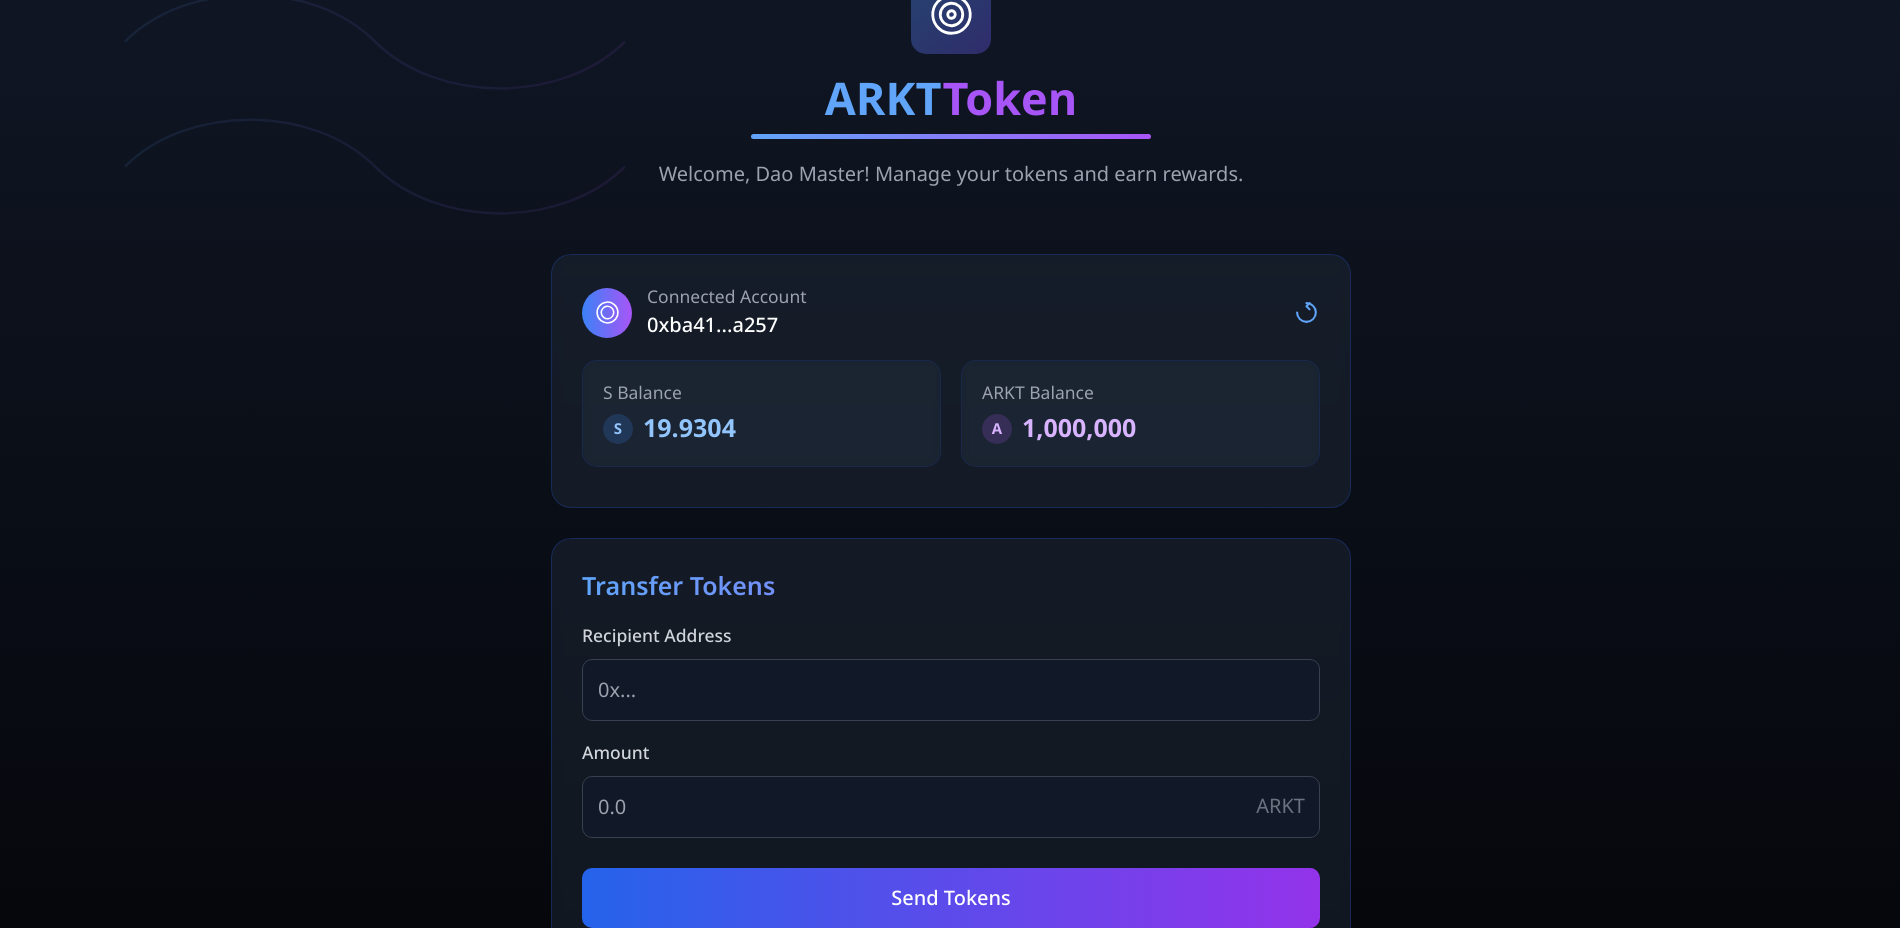 ARKTToken
Welcome, Dao Master! Manage your tokens and earn rewards.
Connected Account
0xba41...a257
S Balance
S 19.9304
ARKT Balance
A 1,000,000
Transfer Tokens
Recipient Address
0x...
Amount
0.0 ARKT
Send Tokens